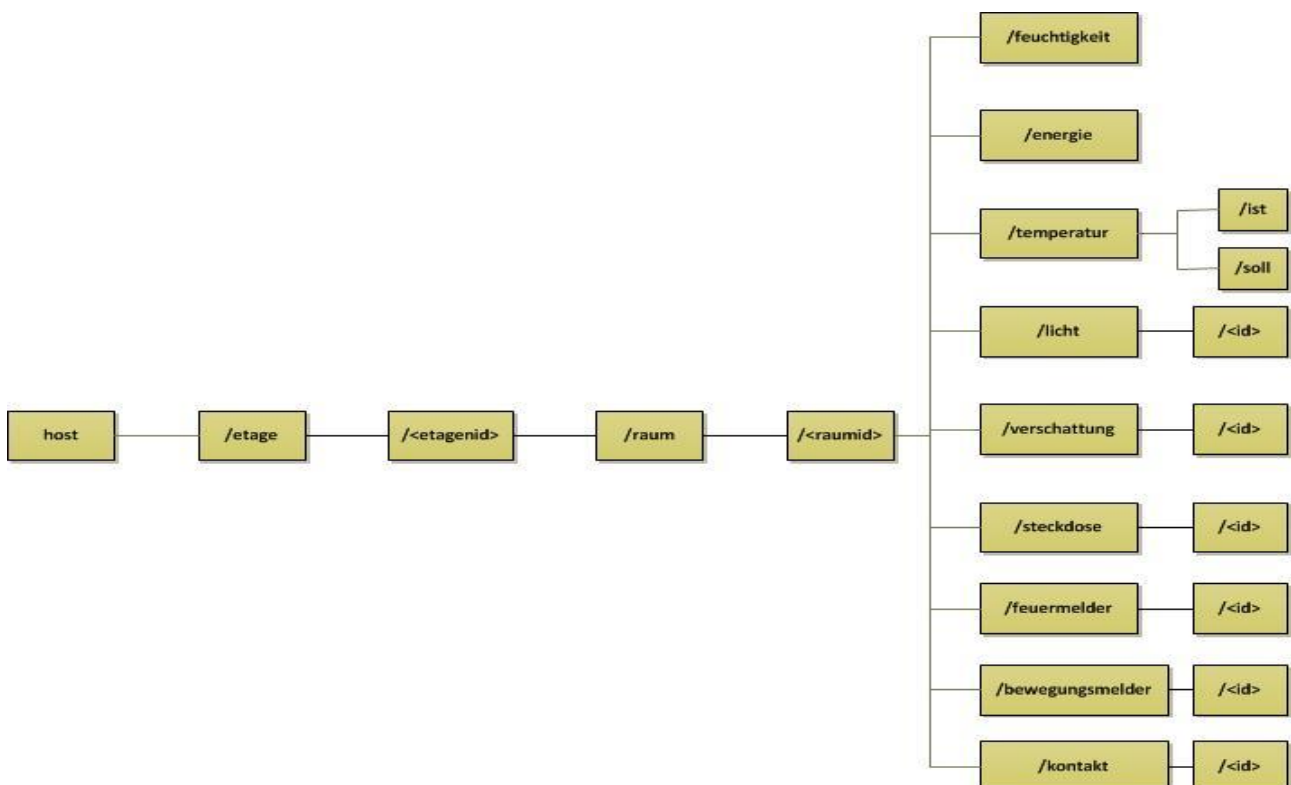 /feuchtigkeit
/energie
/temperatur
/ist
/soll
/licht
/<id>
host
/etage
/<etagenid>
/raum
/<raumid>
/verschattung
/<id>
/steckdose
/<id>
/feuermelder
/<id>
/bewegungsmelder
/<id>
/kontakt
/<id>